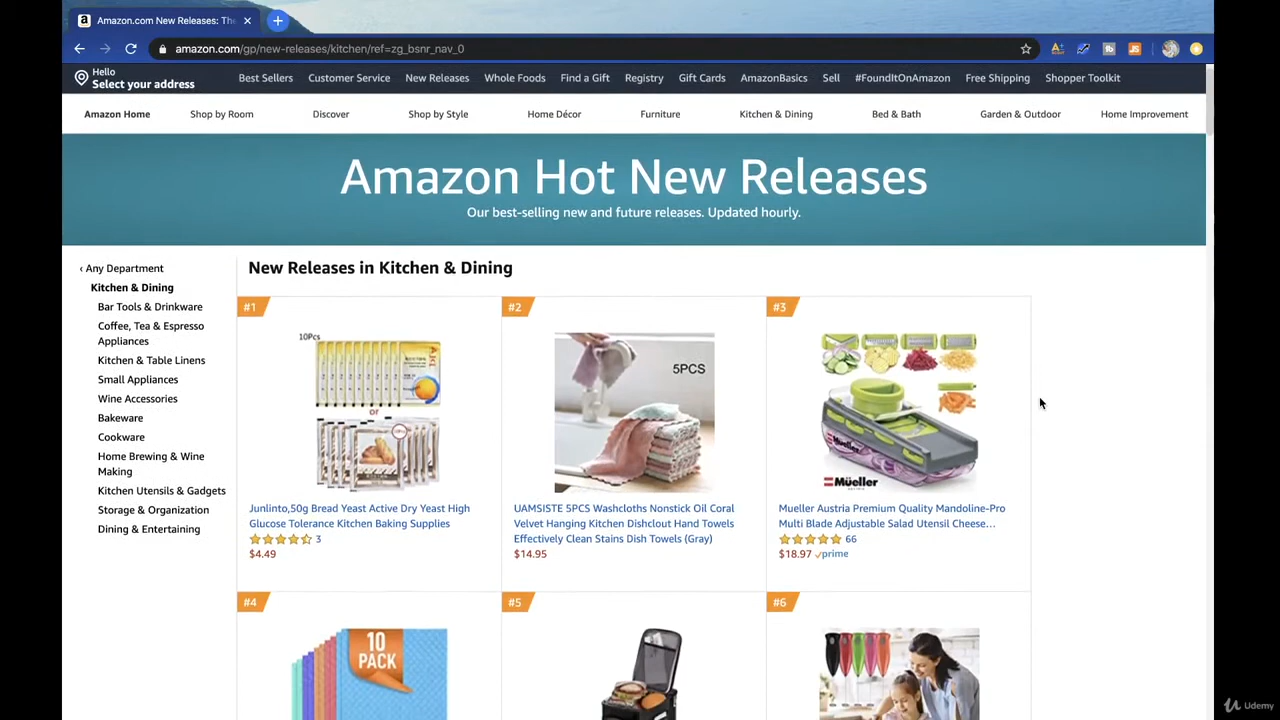 Amazon.com New Releases: The
amazon.com/gp/new-releases/kitchen/ref=zg_bsnr_nav_0
Hello
Select your address
Best Sellers Customer Service New Releases Whole Foods Find a Gift Registry Gift Cards AmazonBasics Sell #FoundItOnAmazon Free Shipping Shopper Toolkit
Amazon Home Shop by Room Discover Shop by Style Home Décor Furniture Kitchen & Dining Bed & Bath Garden & Outdoor Home Improvement
Amazon Hot New Releases
Our best-selling new and future releases. Updated hourly.
‹ Any Department
Kitchen & Dining
Bar Tools & Drinkware
Coffee, Tea & Espresso
Appliances
Kitchen & Table Linens
Small Appliances
Wine Accessories
Bakeware
Cookware
Home Brewing & Wine
Making
Kitchen Utensils & Gadgets
Storage & Organization
Dining & Entertaining
New Releases in Kitchen & Dining
#1
10Pcs
or
Junlinto,50g Bread Yeast Active Dry Yeast High
Glucose Tolerance Kitchen Baking Supplies
3
$4.49
#2
5PCS
UAMSISTE 5PCS Washcloths Nonstick Oil Coral
Velvet Hanging Kitchen Dishclout Hand Towels
Effectively Clean Stains Dish Towels (Gray)
$14.95
#3
Mueller
Mueller Austria Premium Quality Mandoline-Pro
Multi Blade Adjustable Salad Utensil Cheese...
66
$18.97 prime
#4
10
PACK
#5
#6
Udemy